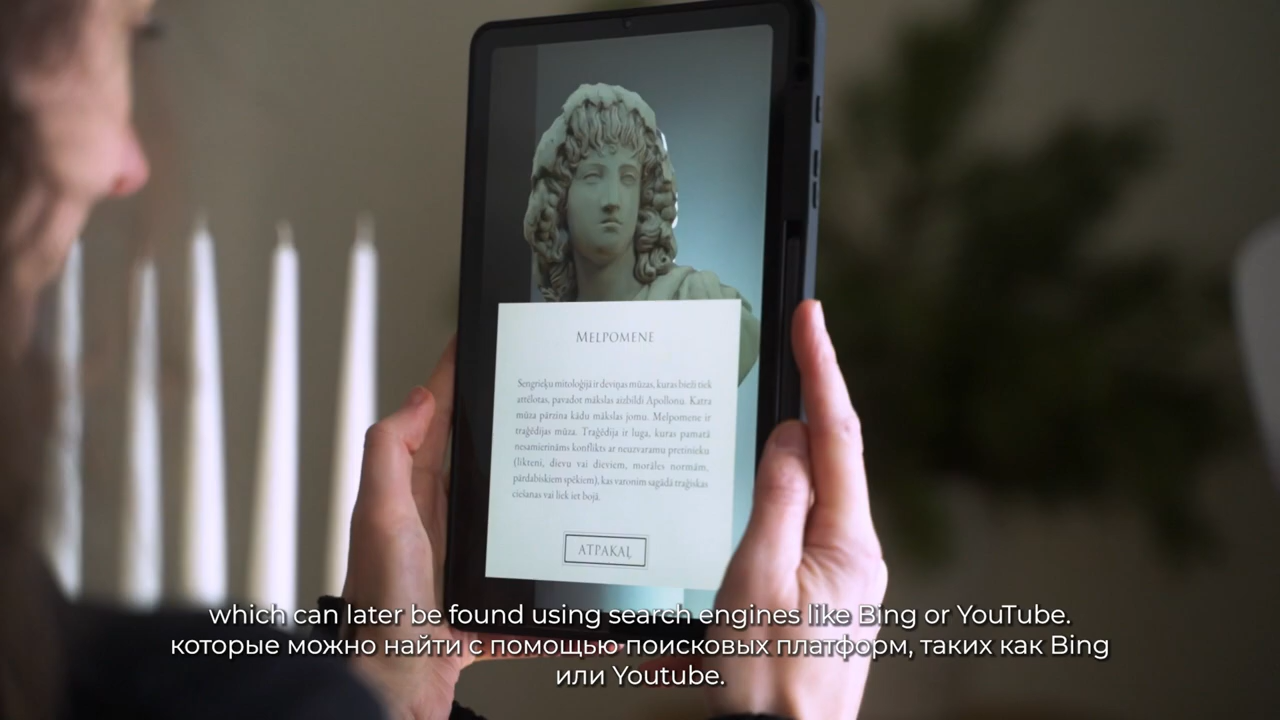 MELPOMENE
Sengrieķu mitoloģijā ir deviņas mūzas, kuras bieži tiek
attēlotas, pavadot mākslas aizbildi Apollonu. Katra
mūza pārzina kādu mākslas jomu. Melpomene ir
traģēdijas mūza. Traģēdija ir luga, kuras pamatā
nesamierināms konflikts ar neuzvaramu pretinieku
(likteni, dievu vai dieviem, morāles normām,
pārdabiskiem spēkiem), kas varonim sagādā traģiskas
ciešanas vai liek iet bojā.
ATPAKAĻ
which can later be found using search engines like Bing or YouTube.
которые можно найти с помощью поисковых платформ, таких как Bing
или Youtube.